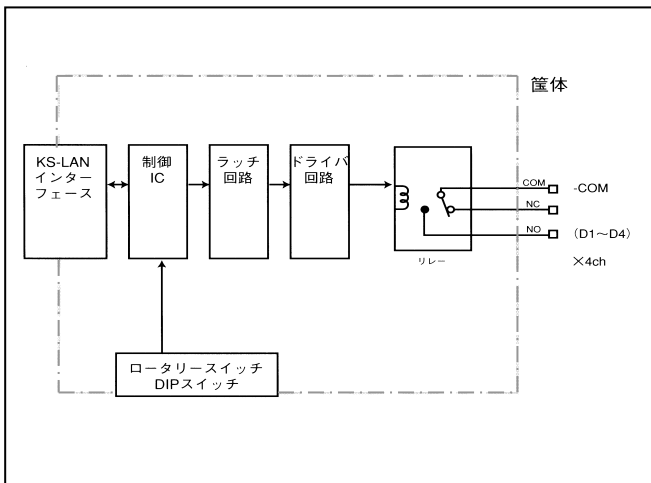 筐体
KS-LAN
インター
フェース
制御
IC
ラッチ
回路
ドライバ
回路
COM
-COM
NC
NO
(D1～D4)
リレー
×4ch
ロータリースイッチ
DIPスイッチ